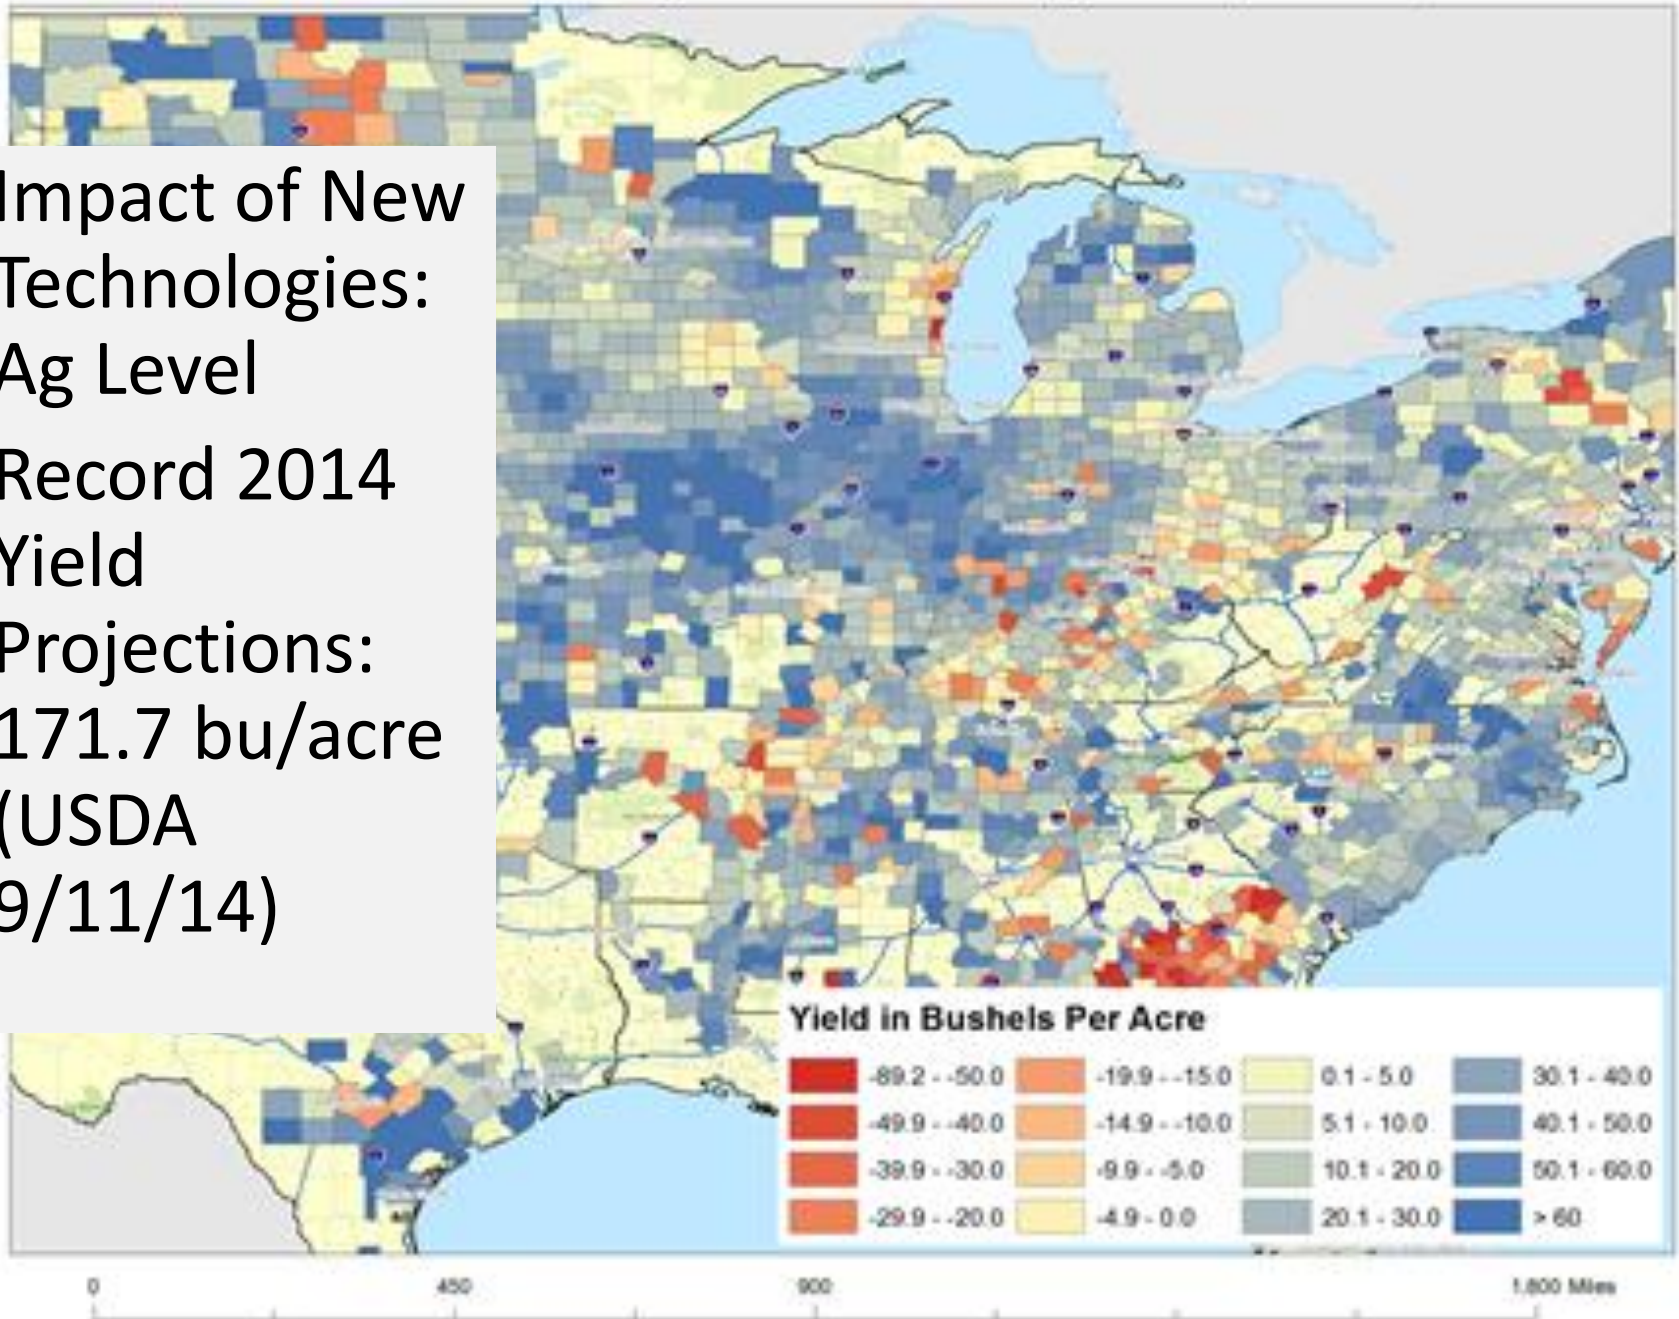 Impact of New
Technologies:
Ag Level
Record 2014
Yield
Projections:
171.7 bu/acre
(USDA
9/11/14)
Yield in Bushels Per Acre
-89.2 - -50.0
-19.9 - -15.0
0.1 - 5.0
30.1 - 40.0
-49.9 - -40.0
-14.9 - -10.0
5.1 - 10.0
40.1 - 50.0
-39.9 - -30.0
-9.9 - -5.0
10.1 - 20.0
50.1 - 60.0
-29.9 - -20.0
-4.9 - 0.0
20.1 - 30.0
> 60
0 450 900 1,800 Miles